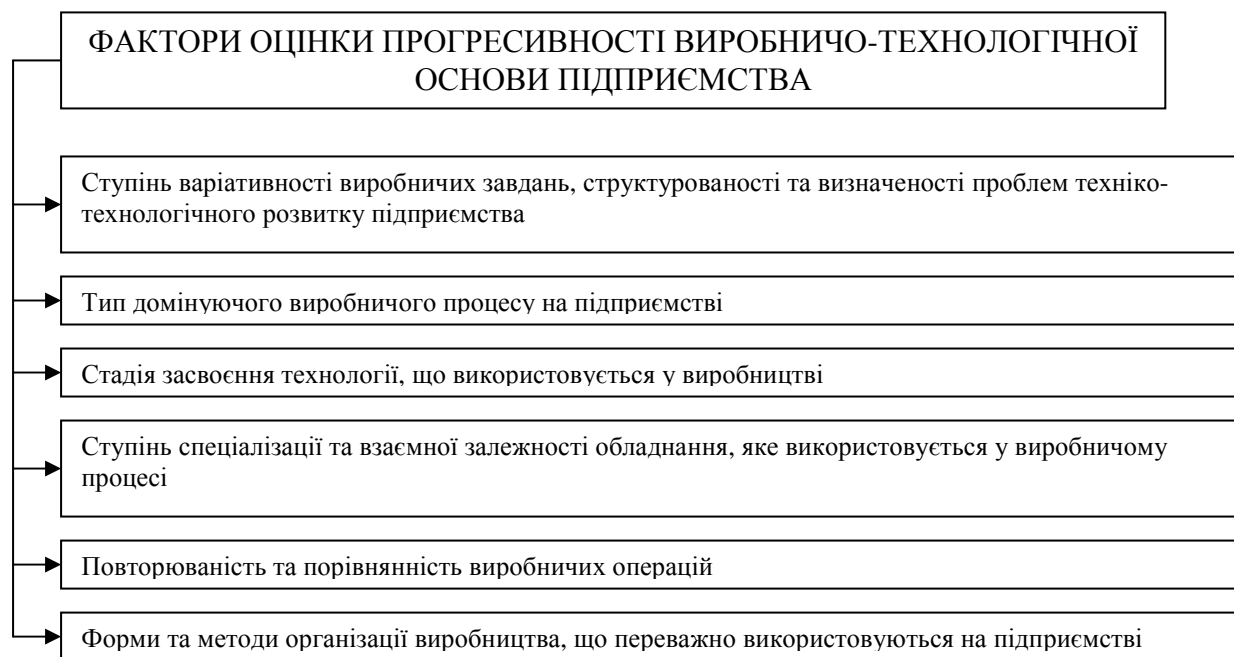 ФАКТОРИ ОЦІНКИ ПРОГРЕСИВНОСТІ ВИРОБНИЧО-ТЕХНОЛОГІЧНОЇ
ОСНОВИ ПІДПРИЄМСТВА
Ступінь варіативності виробничих завдань, структурованості та визначеності проблем техніко-
технологічного розвитку підприємства
Тип домінуючого виробничого процесу на підприємстві
Стадія засвоєння технології, що використовується у виробництві
Ступінь спеціалізації та взаємної залежності обладнання, яке використовується у виробничому
процесі
Повторюваність та порівнянність виробничих операцій
Форми та методи організації виробництва, що переважно використовуються на підприємстві